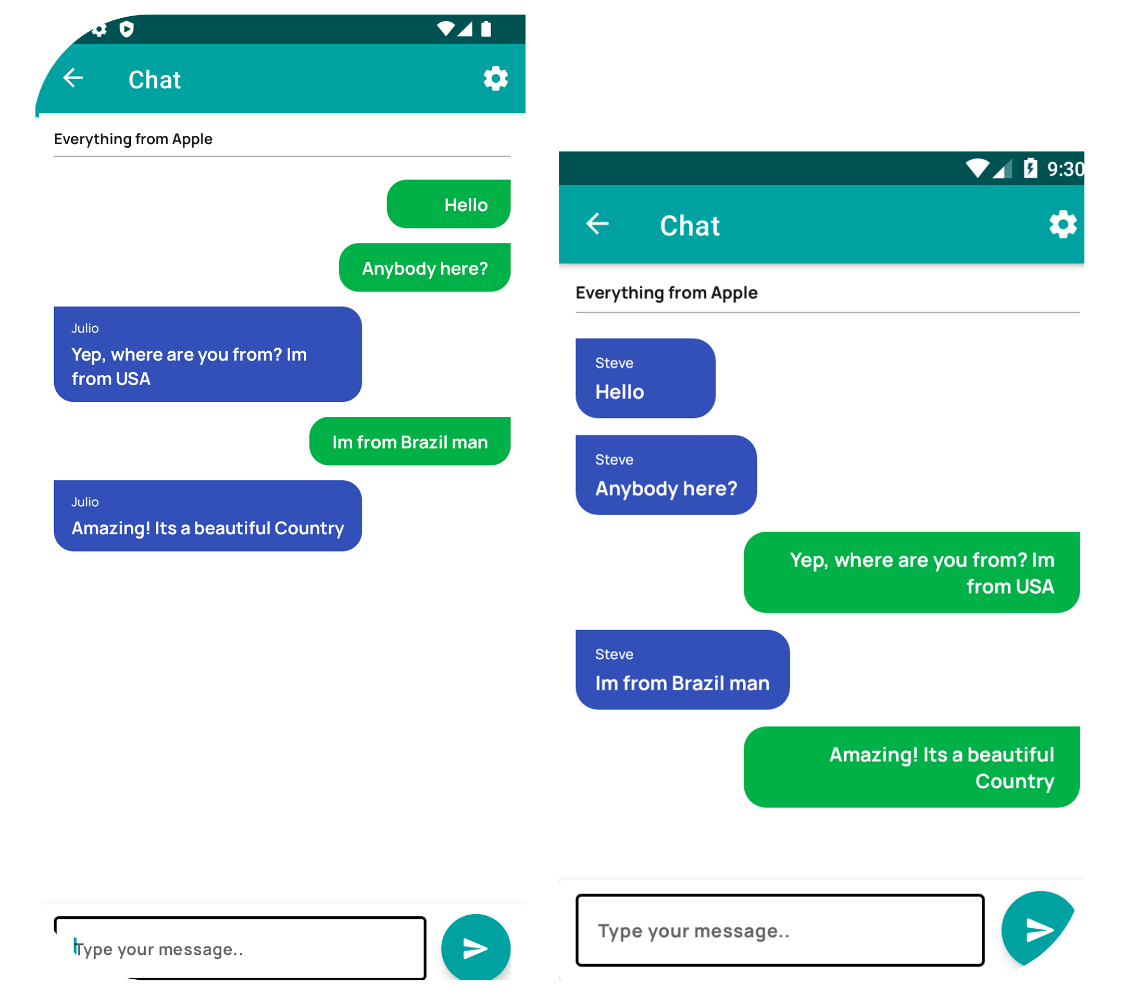 Chat
Everything from Apple
Hello
Anybody here?
Julio
Yep, where are you from? Im
from USA
Im from Brazil man
Julio
Amazing! Its a beautiful Country
Type your message..
9:30
Chat
Everything from Apple
Steve
Hello
Steve
Anybody here?
Yep, where are you from? Im
from USA
Steve
Im from Brazil man
Amazing! Its a beautiful
Country
Type your message..